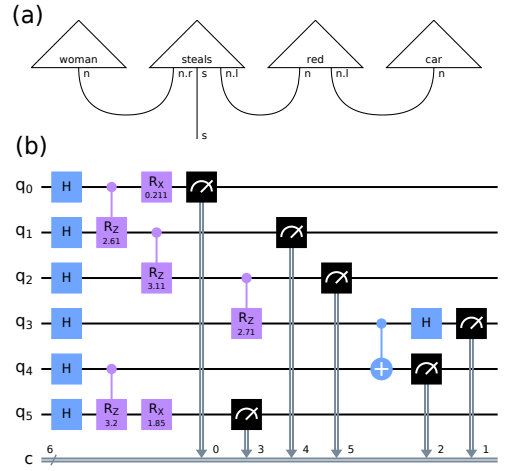 (a)
woman steals red car
n n.r s n.l n n.l n
s
(b)
q0 H RX 0.211
q1 H RZ 2.61
q2 H RZ 3.11
q3 H RZ 2.71 H
q4 H
q5 H RZ 3.2 RX 1.85
c 6 0 3 4 5 2 1